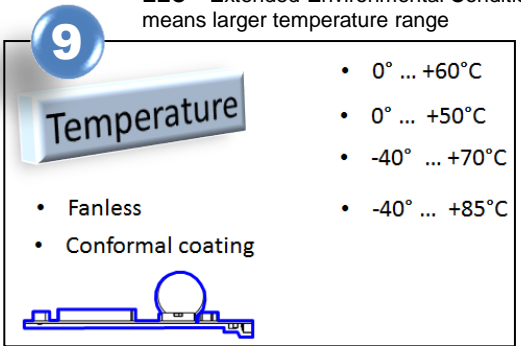 means larger temperature range
9
Temperature
• 0° ... +60°C
• 0° ... +50°C
• -40° ... +70°C
• -40° ... +85°C
• Fanless
• Conformal coating